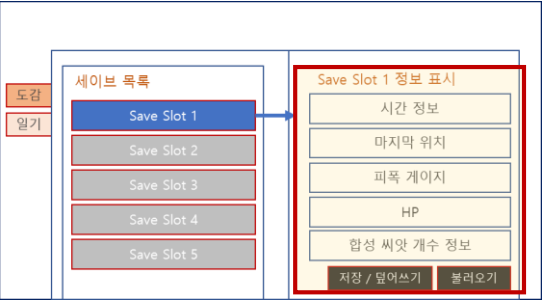 도감
일기
세이브 목록
Save Slot 1
Save Slot 2
Save Slot 3
Save Slot 4
Save Slot 5
Save Slot 1 정보 표시
시간 정보
마지막 위치
피폭 게이지
HP
합성 씨앗 개수 정보
저장 / 덮어쓰기
불러오기